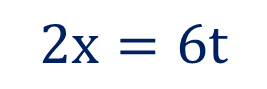 2x = 6t